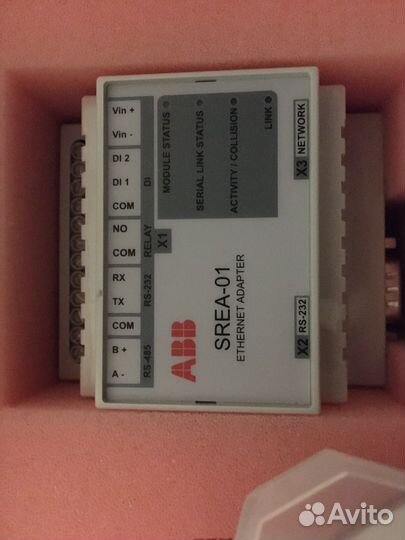 Vin +
Vin -
DI 2
DI 1
COM
DI
NO
COM
RELAY
X1
RX
TX
RS-232
COM
B +
A -
RS-485
MODULE STATUS
SERIAL LINK STATUS
ACTIVITY / COLLISION
LINK
ABB
SREA-01
ETHERNET ADAPTER
X3 NETWORK
X2 RS-232
Avito